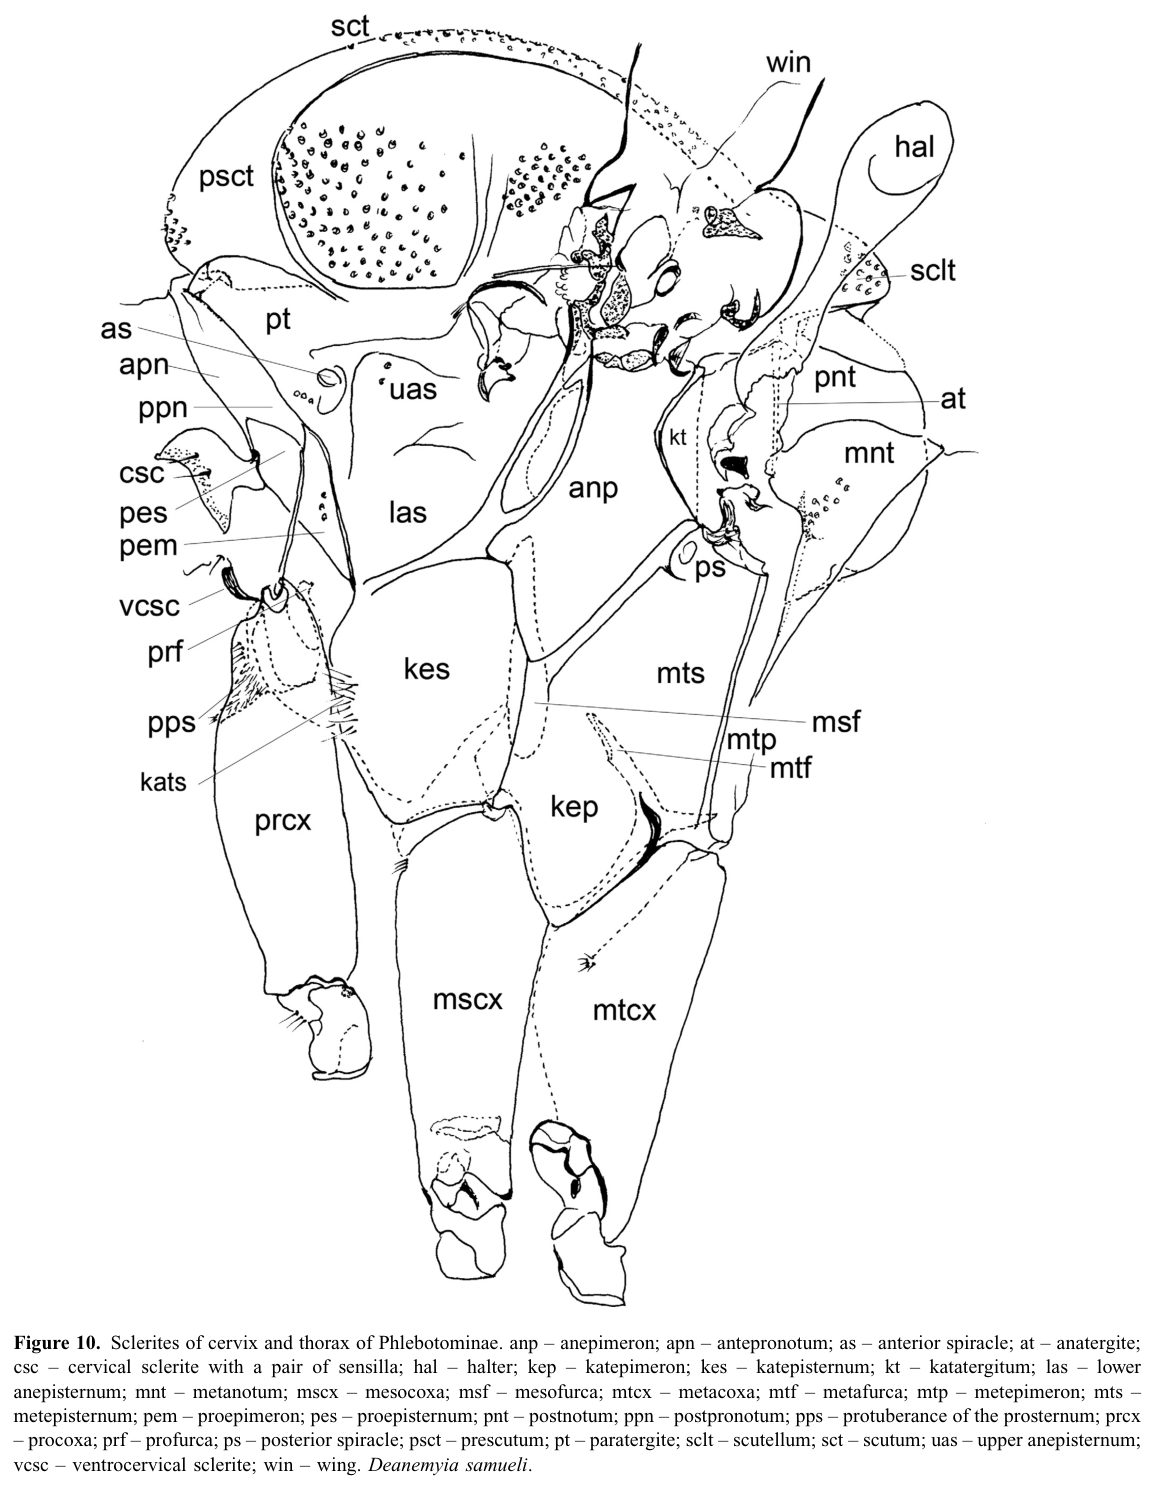 sct
win
hal
psct
sclt
pt
as
apn
pnt
uas
at
ppn
kt
mnt
csc
anp
pes
las
pem
ps
vcsc
prf
kes
mts
pps
msf
mtp
mtf
kats
kep
prcx
mscx
mtcx
Figure 10. Sclerites of cervix and thorax of Phlebotominae. anp – anepimeron; apn – antepronotum; as – anterior spiracle; at – anatergite;
csc – cervical sclerite with a pair of sensilla; hal – halter; kep – katepimeron; kes – katepisternum; kt – katatergitum; las – lower
anepisternum; mnt – metanotum; mscx – mesocoxa; msf – mesofurca; mtcx – metacoxa; mtf – metafurca; mtp – metepimeron; mts –
metepisternum; pem – proepimeron; pes – proepisternum; pnt – postnotum; ppn – postpronotum; pps – protuberance of the prosternum; prcx
– procoxa; prf – profurca; ps – posterior spiracle; psct – prescutum; pt – paratergite; sclt – scutellum; sct – scutum; uas – upper anepisternum;
vcsc – ventrocervical sclerite; win – wing. Deanemyia samueli.